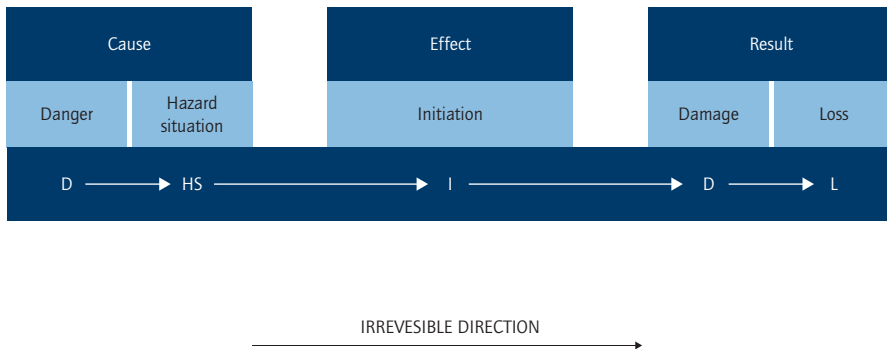 Cause
Effect
Result
Danger
Hazard
situation
Initiation
Damage
Loss
D
HS
I
D
L
IRREVESIBLE DIRECTION